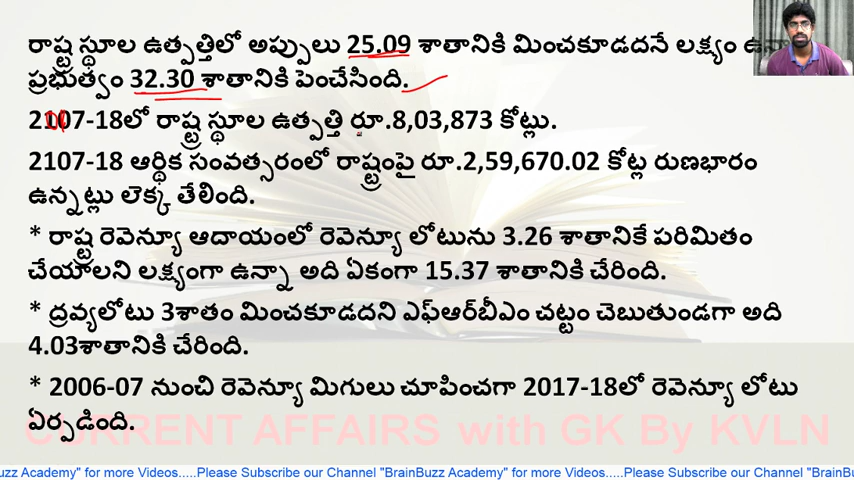 రాష్ట్ర స్థూల ఉత్పత్తిలో అప్పులు 25.09 శాతానికి మించకూడదనే లక్ష్యం
ప్రభుత్వం 32.30 శాతానికి పెంచేసింది.
2107-18లో రాష్ట్ర స్థూల ఉత్పత్తి రూ.8,03,873 కోట్లు.
2107-18 ఆర్థిక సంవత్సరంలో రాష్ట్రంపై రూ.2,59,670.02 కోట్ల రుణభారం
ఉన్నట్లు లెక్క తేలింది.
* రాష్ట్ర రెవెన్యూ ఆదాయంలో రెవెన్యూ లోటును 3.26 శాతానికే పరిమితం
చేయాలని లక్ష్యంగా ఉన్నా అది ఏకంగా 15.37 శాతానికి చేరింది.
* ద్రవ్యలోటు 3శాతం మించకూడదని ఎఫ్ఆర్‌బీఎం చట్టం చెబుతుండగా అది
4.03శాతానికి చేరింది.
* 2006-07 నుంచి రెవెన్యూ మిగులు చూపించగా 2017-18లో రెవెన్యూ లోటు
ఏర్పడింది.
CURRENT AFFAIRS with GK By KVLN
Academy" for more Videos.....Please Subscribe our Channel "BrainBuzz Academy" for more Videos.....Please Subscribe our Channel